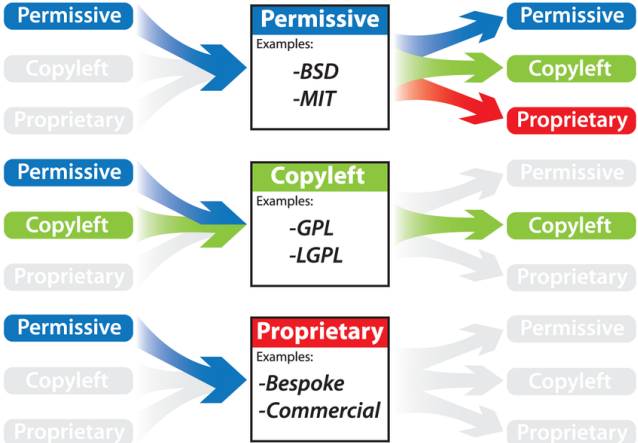 Permissive
Copyleft
Proprietary
Permissive
Examples:
-BSD
-MIT
Permissive
Copyleft
Proprietary
Permissive
Copyleft
Proprietary
Copyleft
Examples:
-GPL
-LGPL
Permissive
Copyleft
Proprietary
Permissive
Copyleft
Proprietary
Proprietary
Examples:
-Bespoke
-Commercial
Permissive
Copyleft
Proprietary